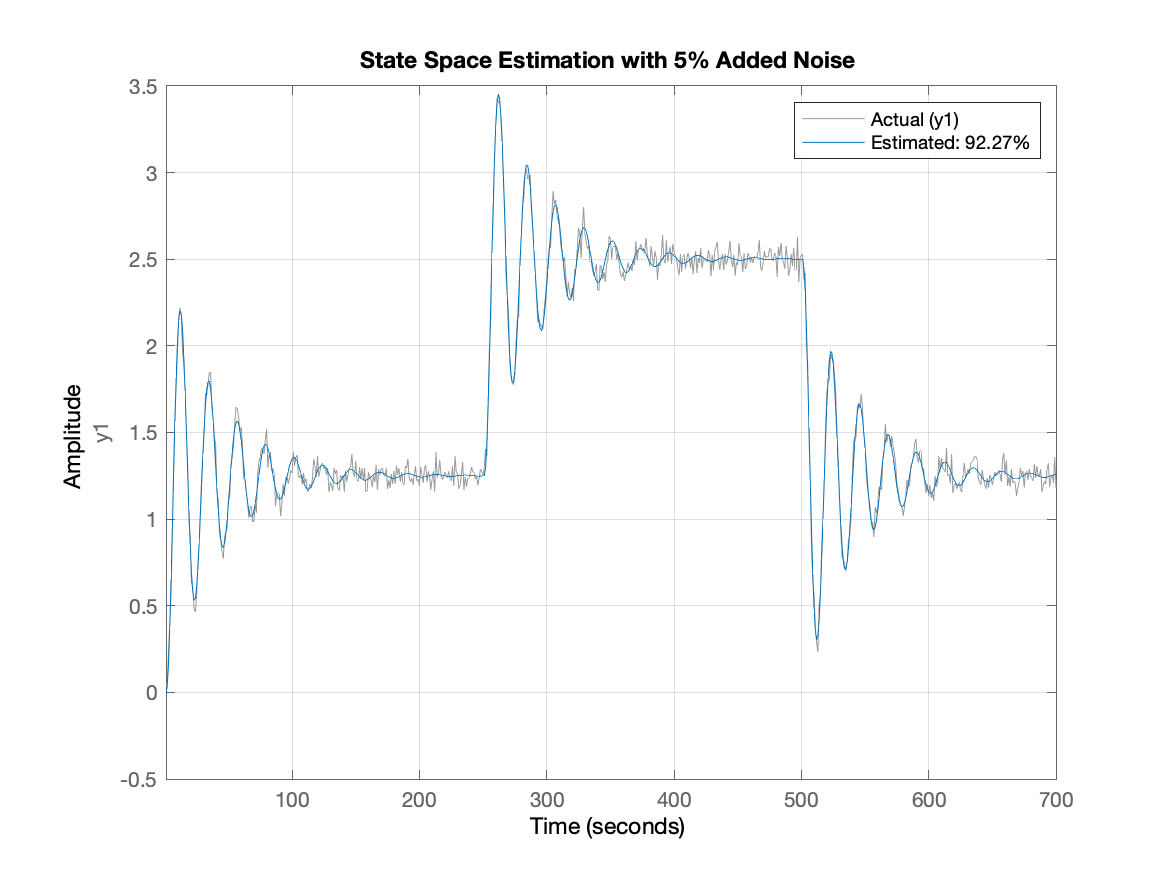 State Space Estimation with 5% Added Noise
Actual (y1)
Estimated: 92.27%
3.5
3
2.5
2
1.5
1
0.5
0
-0.5
Amplitude
y1
100
200
300
400
500
600
700
Time (seconds)